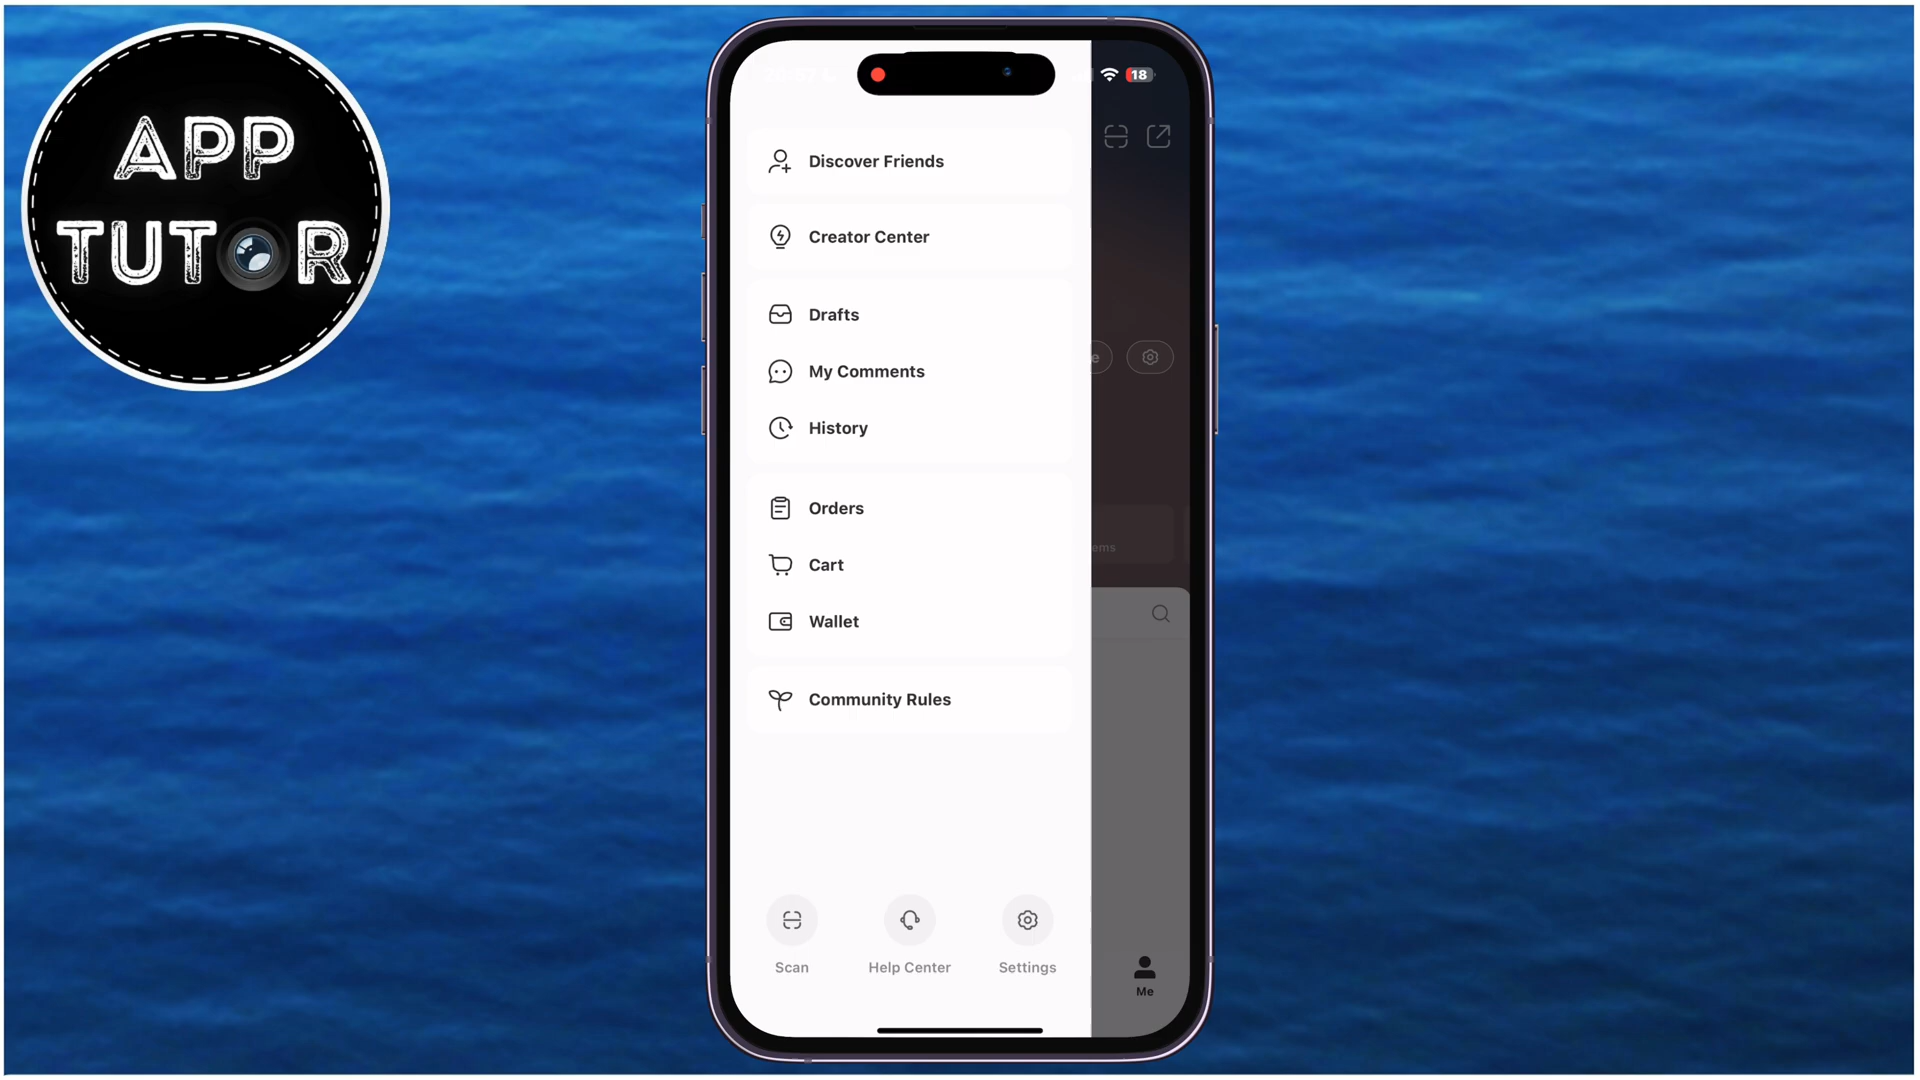 APP
TUTOR
18
Discover Friends
Creator Center
Drafts
My Comments
e
History
Orders
ems
Cart
Wallet
Community Rules
Scan
Help Center
Settings
Me